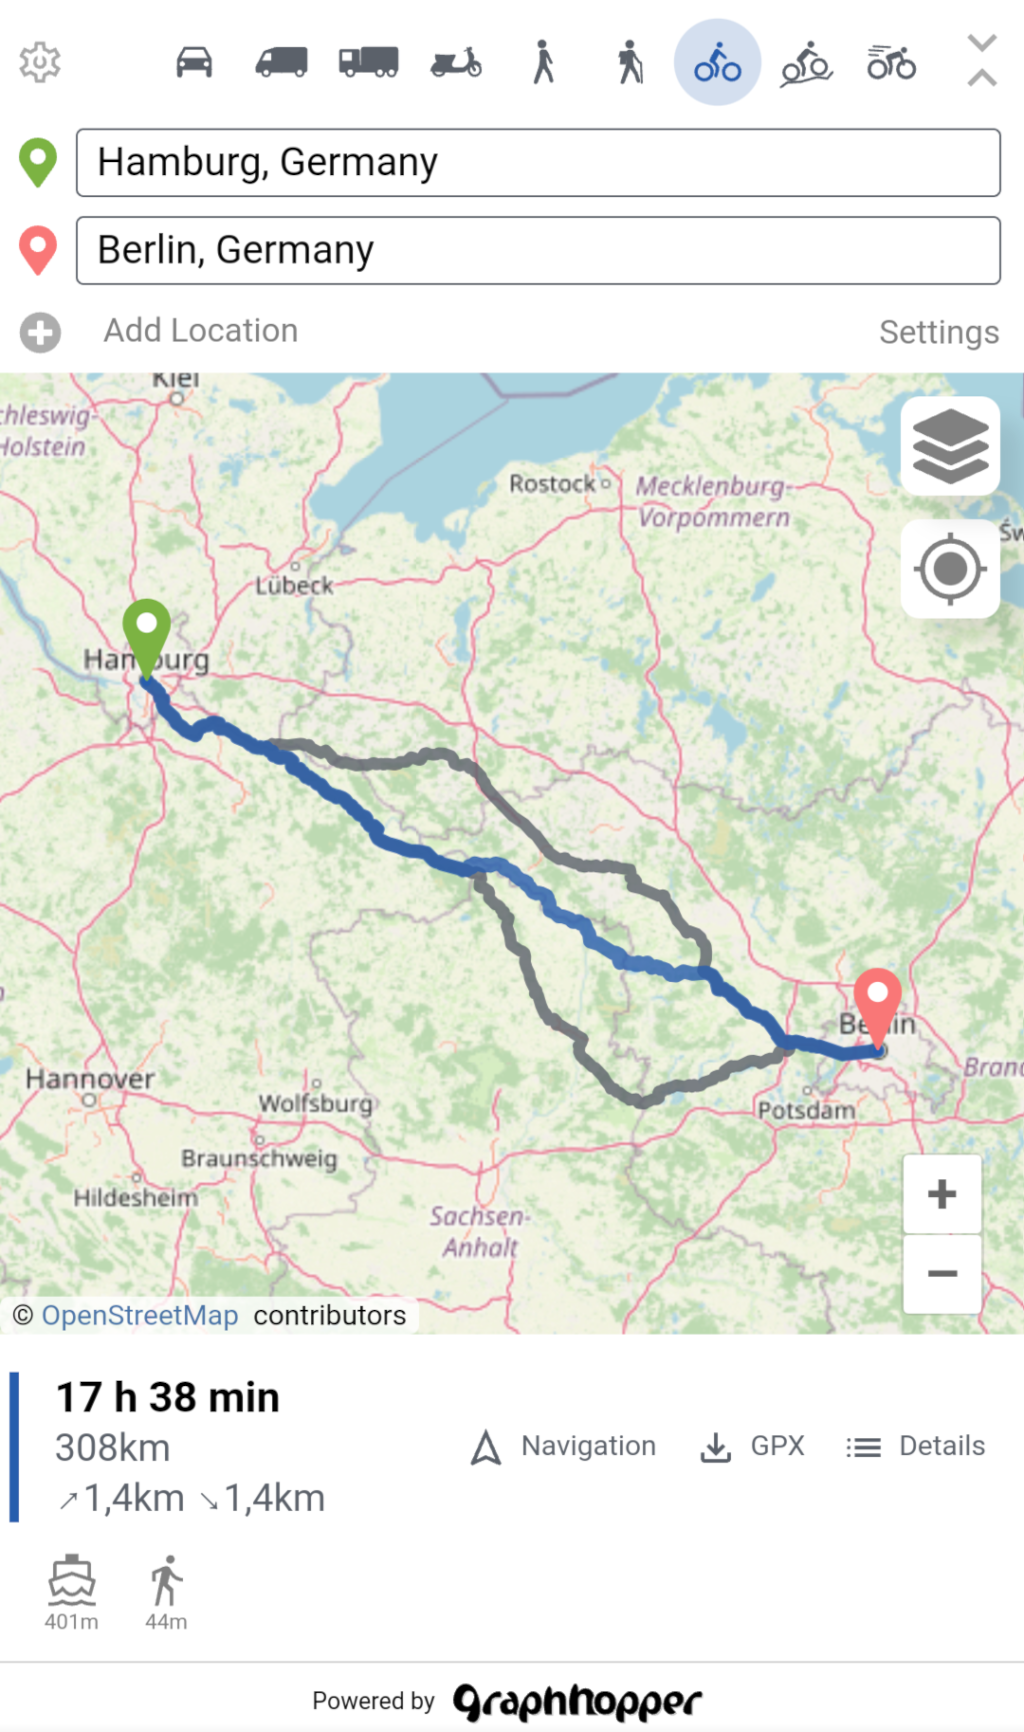 Hamburg, Germany
Berlin, Germany
Add Location
Settings
Kiel
chleswig-
Holstein
Rostock
Mecklenburg-
Vorpommern
Lübeck
Hamburg
Berlin
Hannover
Wolfsburg
Potsdam
Braunschweig
Hildesheim
Sachsen-
Anhalt
+
−
© OpenStreetMap contributors
17 h 38 min
308km
↗1,4km ↘1,4km
Navigation
GPX
Details
401m
44m
Powered by graphhopper